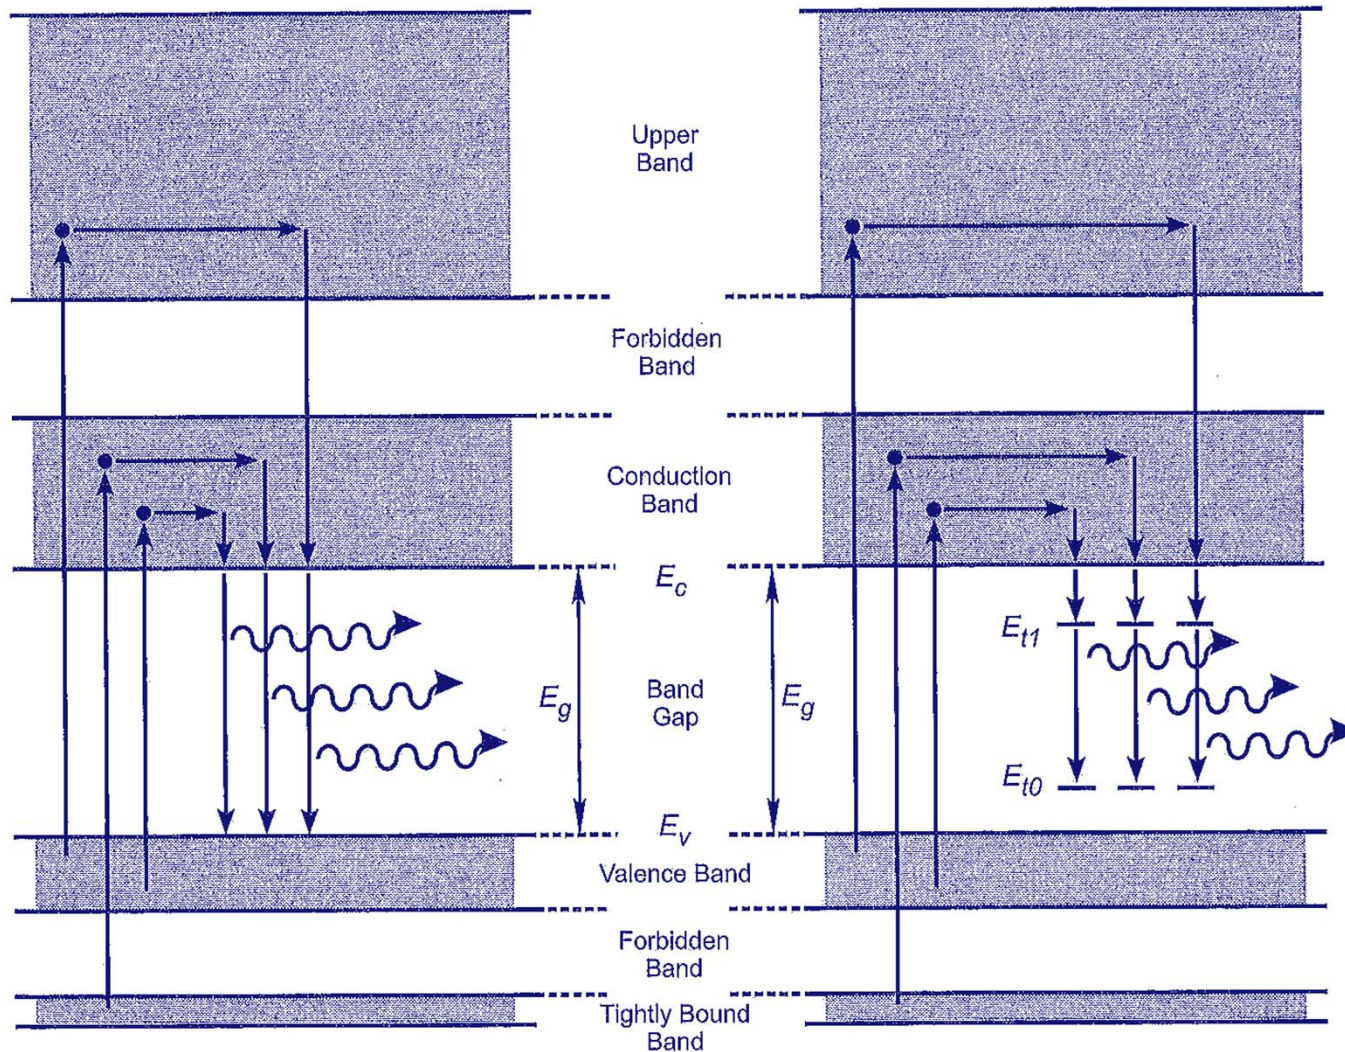 Upper
Band
Forbidden
Band
Conduction
Band
E_c
E_g
Band
Gap
E_g
E_t1
E_t0
E_v
Valence Band
Forbidden
Band
Tightly Bound
Band